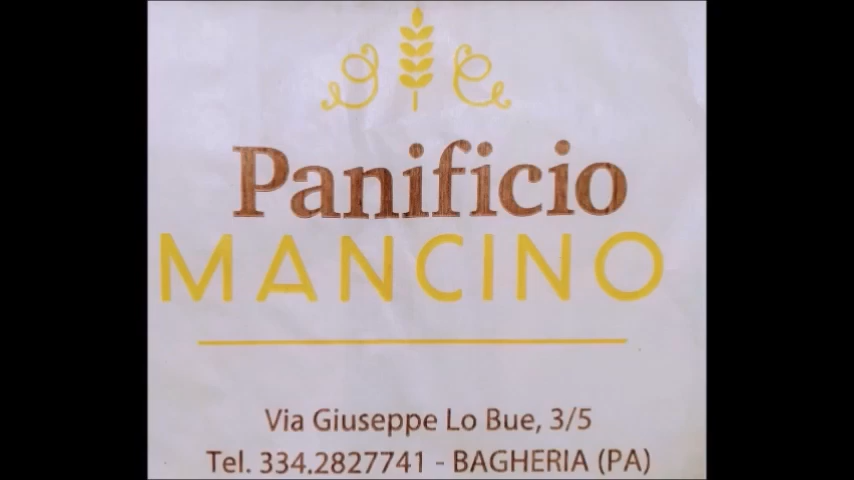 Panificio
MANCINO
Via Giuseppe Lo Bue, 3/5
Tel. 334.2827741 - BAGHERIA (PA)